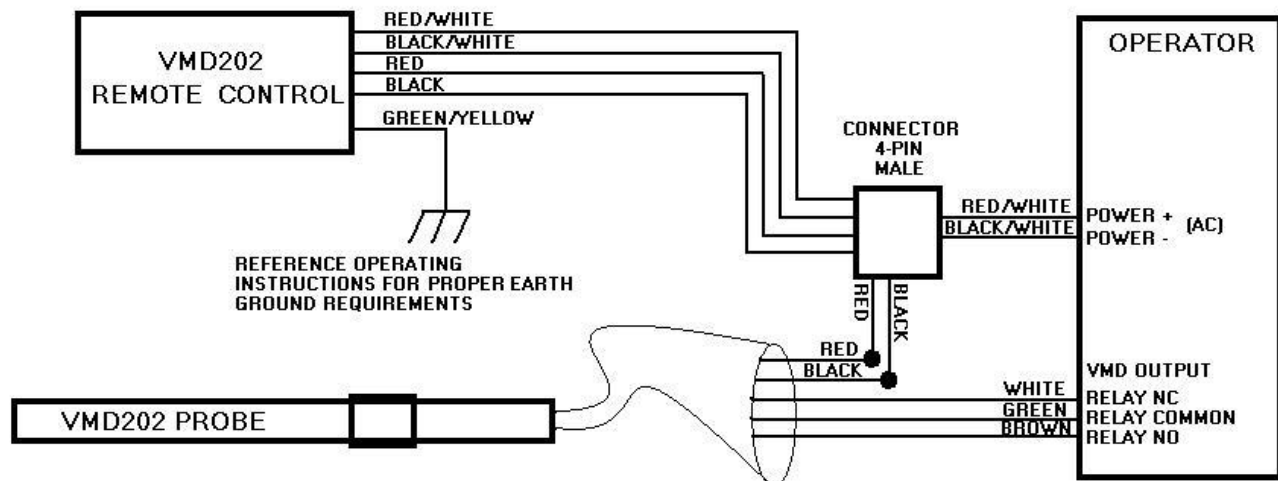 VMD202
REMOTE CONTROL
RED/WHITE
BLACK/WHITE
RED
BLACK
GREEN/YELLOW
REFERENCE OPERATING
INSTRUCTIONS FOR PROPER EARTH
GROUND REQUIREMENTS
CONNECTOR
4-PIN
MALE
RED/WHITE
BLACK/WHITE
OPERATOR
POWER + (AC)
POWER -
RED
BLACK
RED
BLACK
WHITE
GREEN
BROWN
VMD OUTPUT
RELAY NC
RELAY COMMON
RELAY NO
VMD202 PROBE